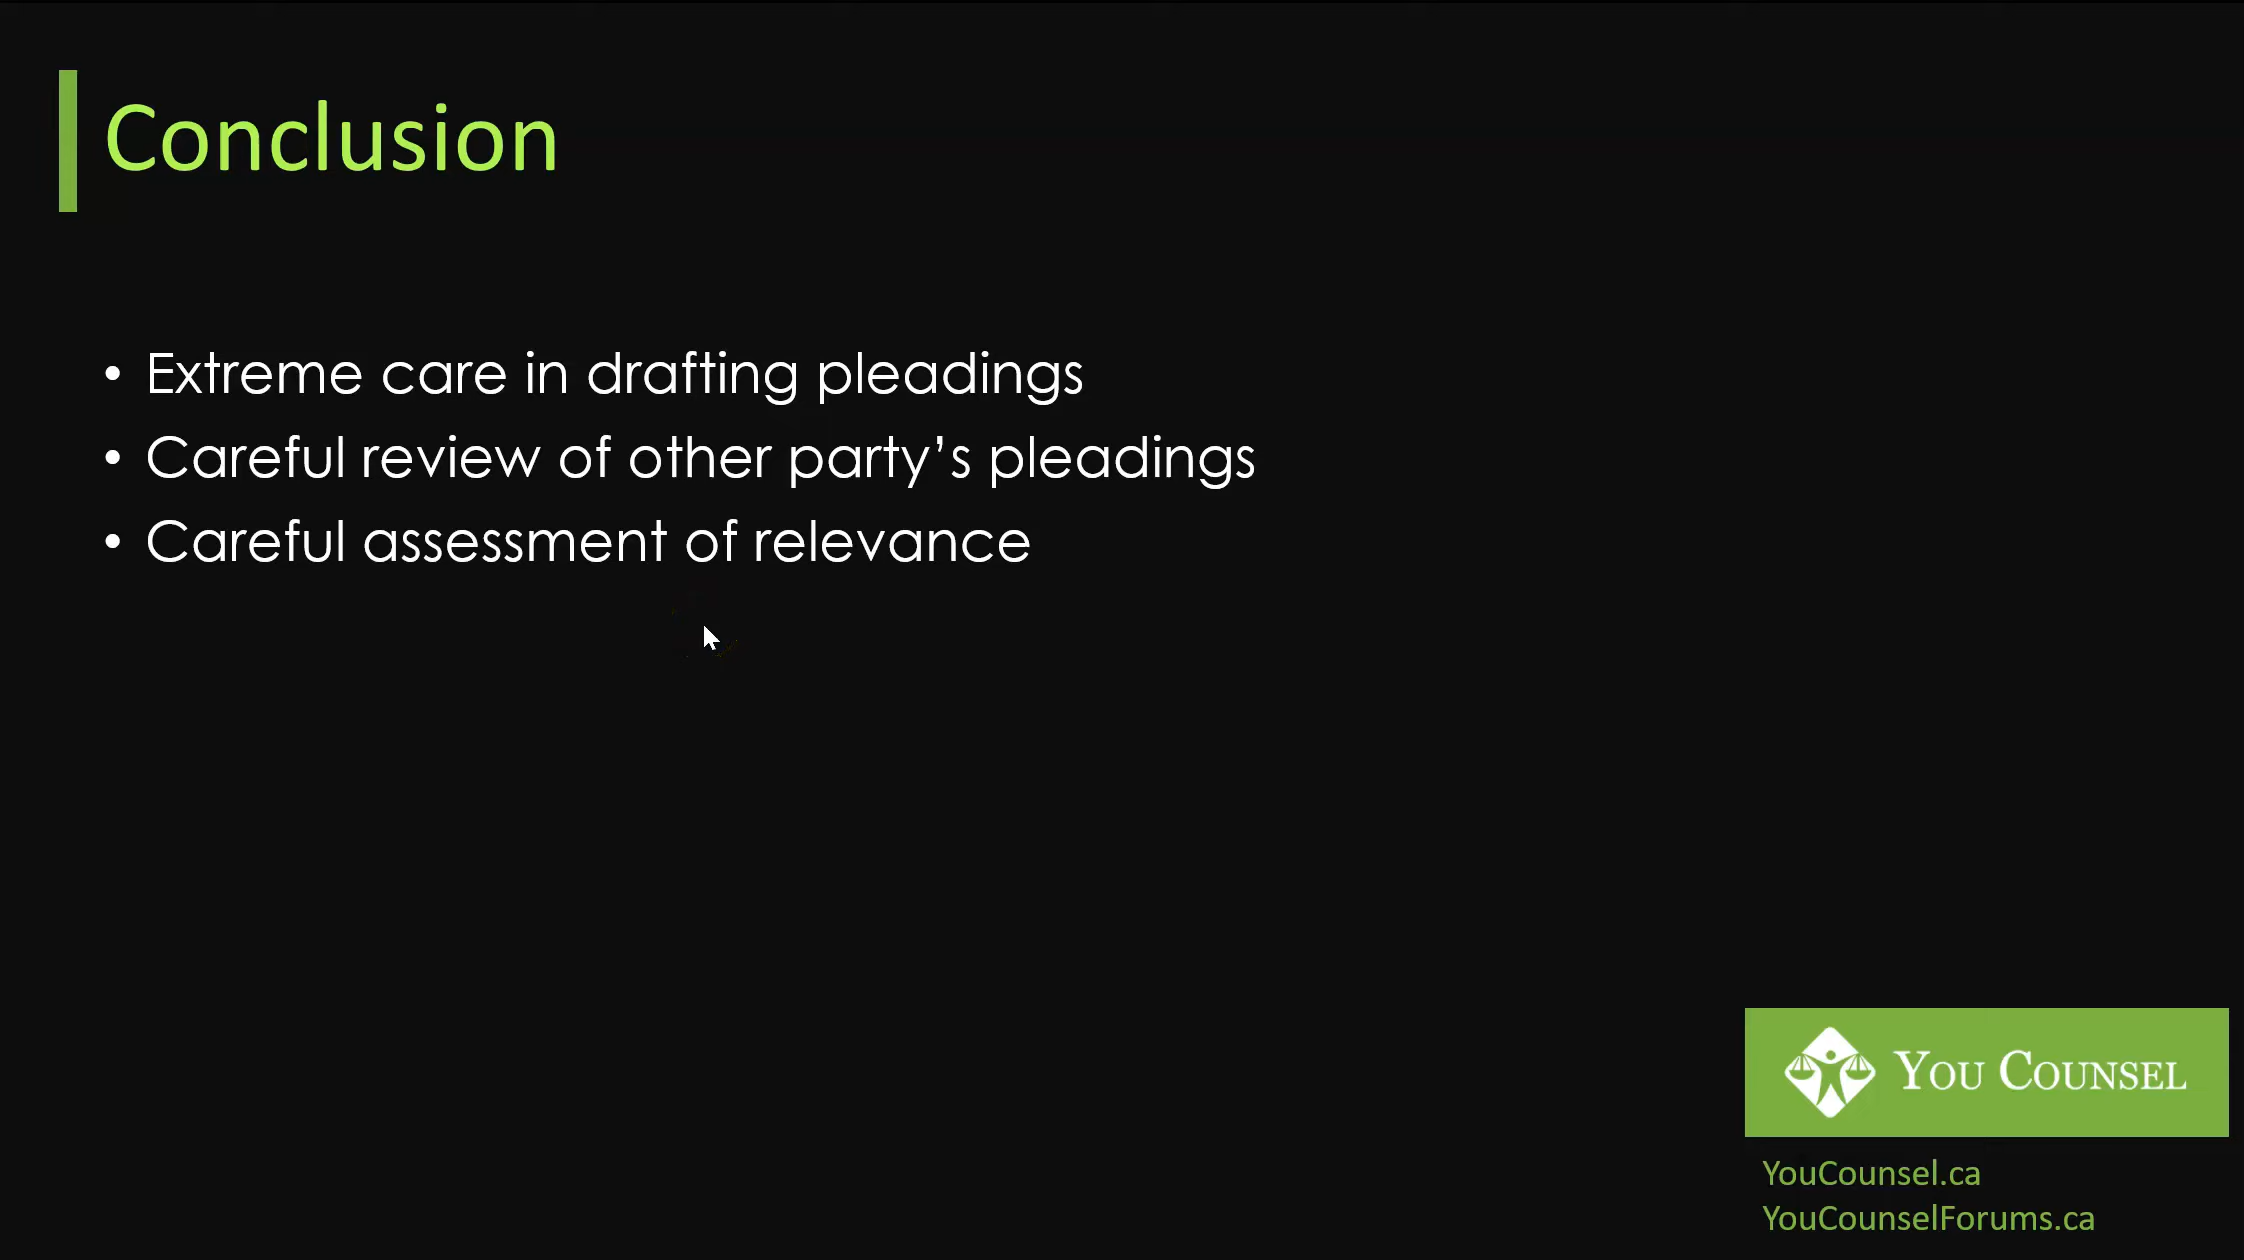 Conclusion
• Extreme care in drafting pleadings
• Careful review of other party’s pleadings
• Careful assessment of relevance
YOU COUNSEL
YouCounsel.ca
YouCounselForums.ca